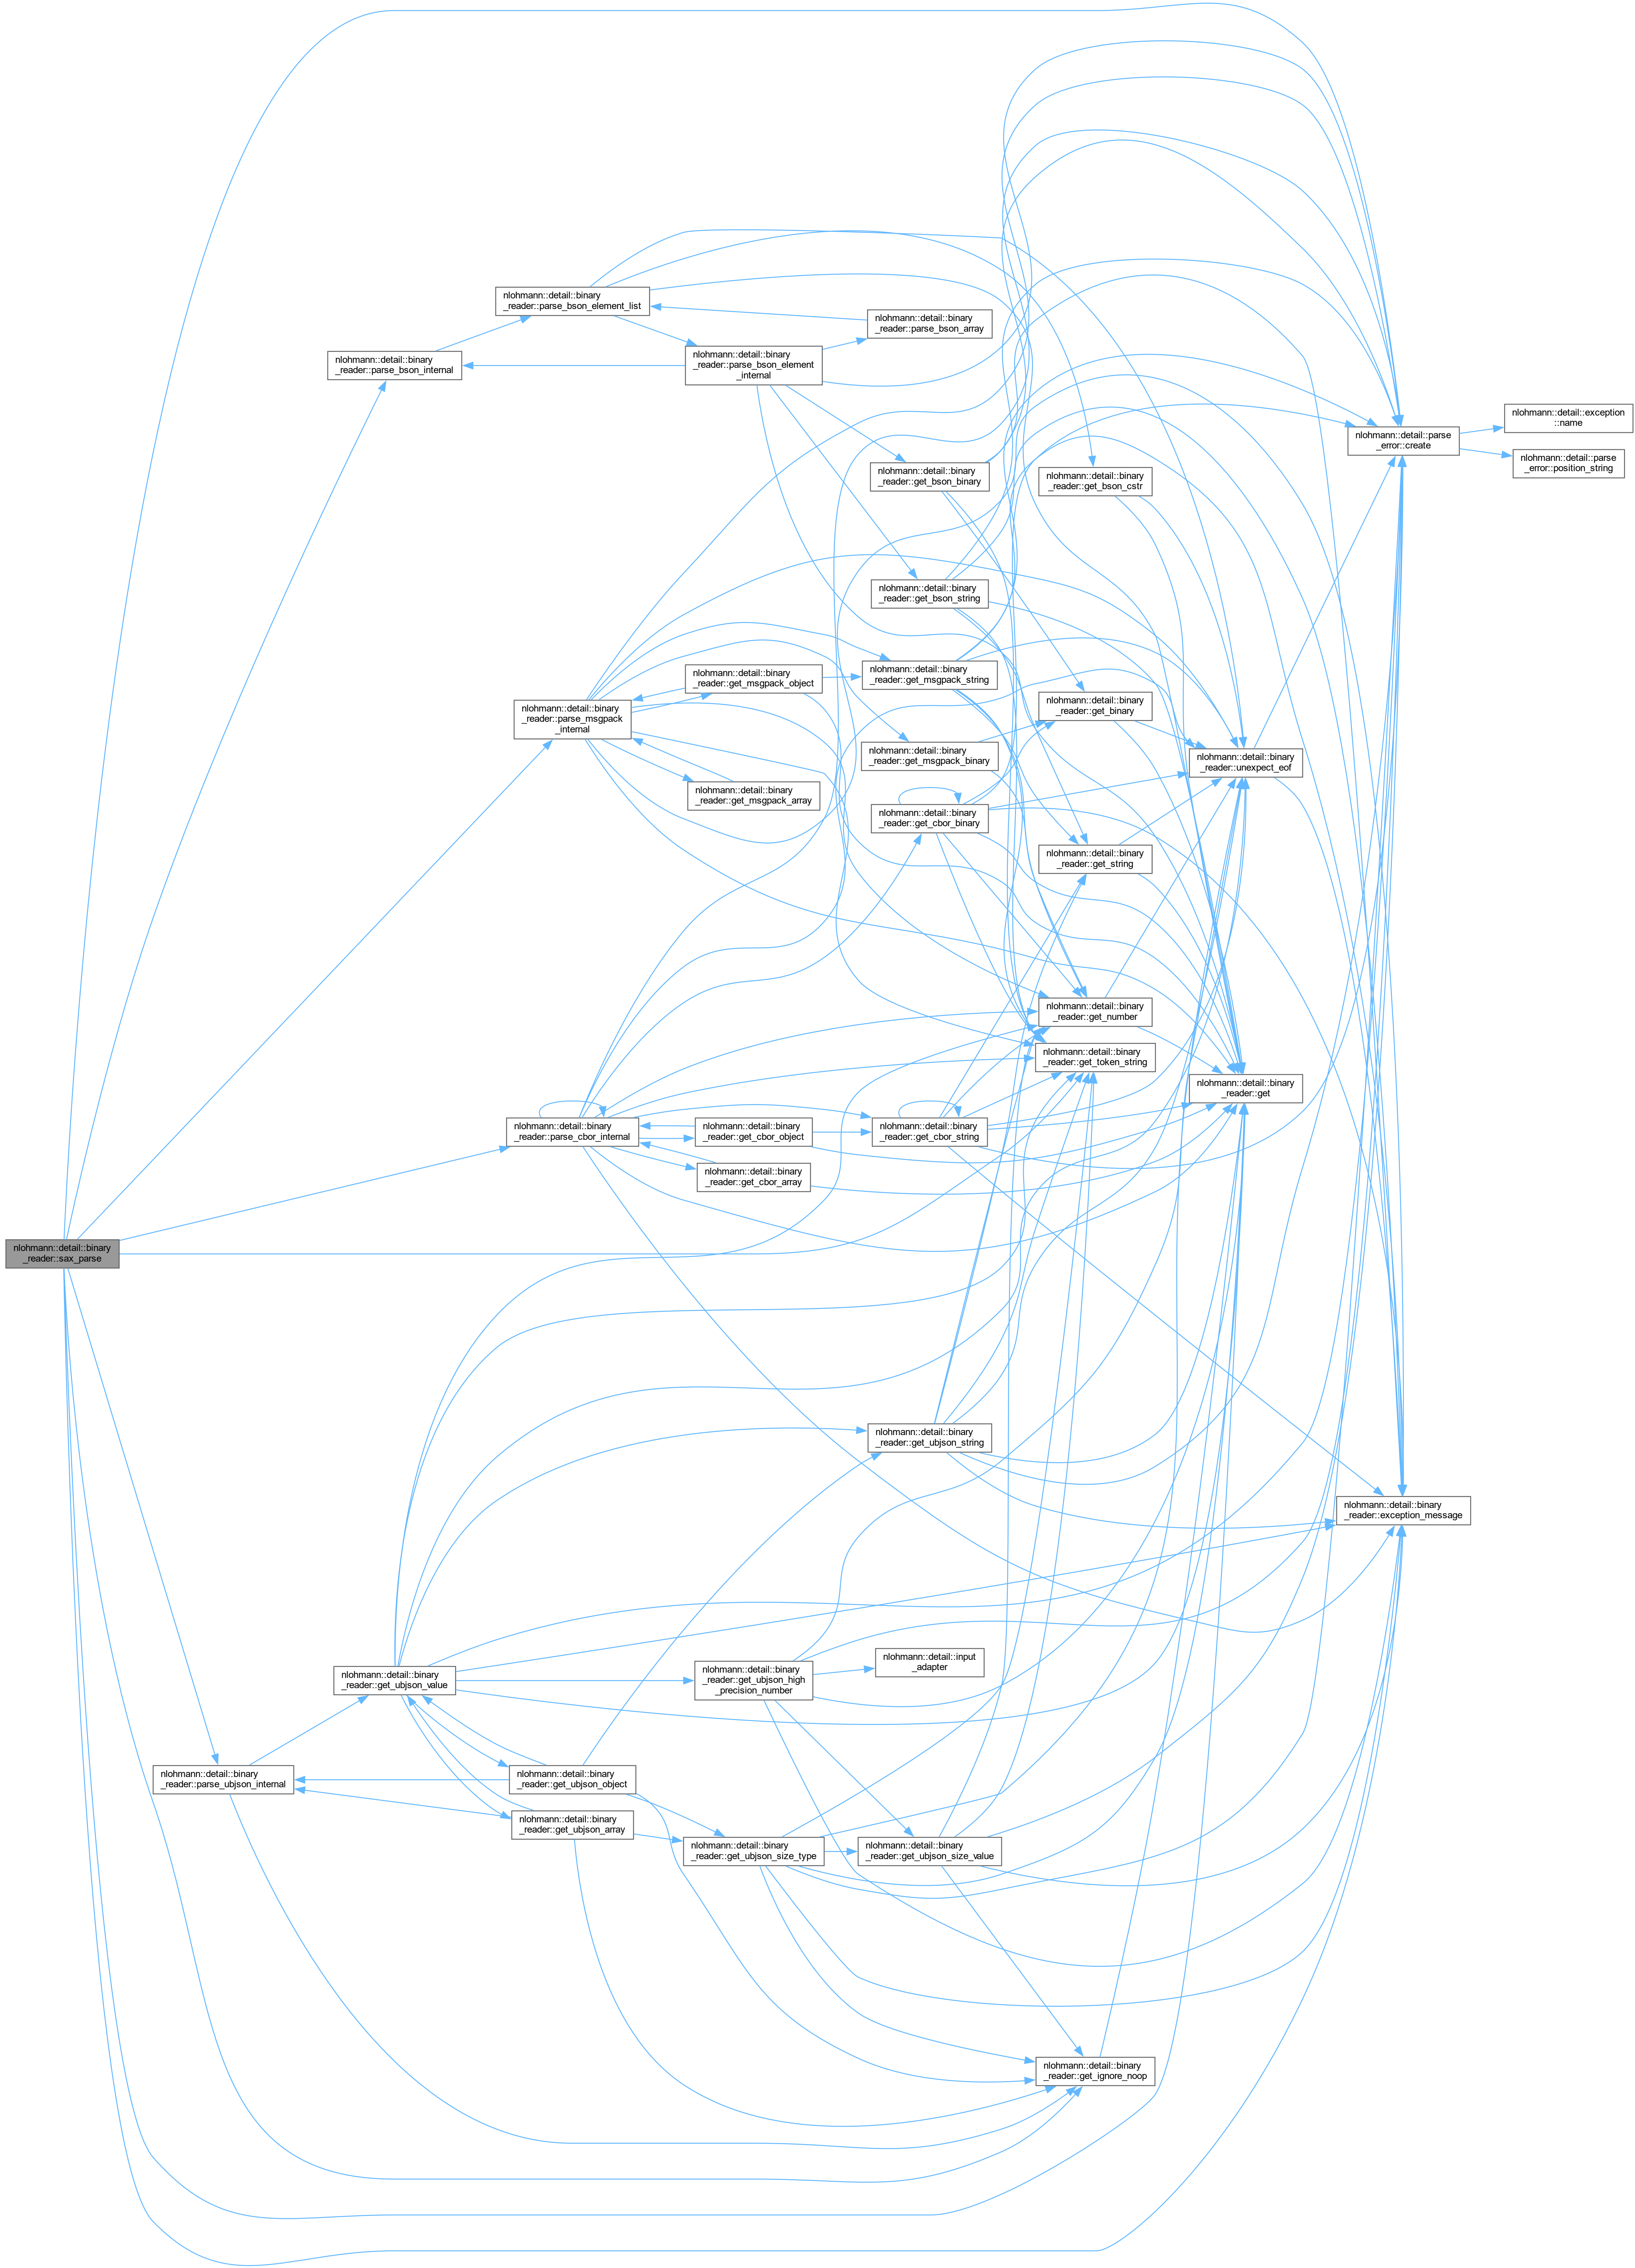 nlohmann::detail::binary
_reader::parse_bson_element_list
nlohmann::detail::binary
_reader::parse_bson_array
nlohmann::detail::binary
_reader::parse_bson_internal
nlohmann::detail::binary
_reader::parse_bson_element
_internal
nlohmann::detail::exception
::name
nlohmann::detail::parse
_error::create
nlohmann::detail::parse
_error::position_string
nlohmann::detail::binary
_reader::get_bson_binary
nlohmann::detail::binary
_reader::get_bson_cstr
nlohmann::detail::binary
_reader::get_bson_string
nlohmann::detail::binary
_reader::get_msgpack_object
nlohmann::detail::binary
_reader::get_msgpack_string
nlohmann::detail::binary
_reader::parse_msgpack
_internal
nlohmann::detail::binary
_reader::get_binary
nlohmann::detail::binary
_reader::get_msgpack_binary
nlohmann::detail::binary
_reader::unexpect_eof
nlohmann::detail::binary
_reader::get_msgpack_array
nlohmann::detail::binary
_reader::get_cbor_binary
nlohmann::detail::binary
_reader::get_string
nlohmann::detail::binary
_reader::get_number
nlohmann::detail::binary
_reader::get_token_string
nlohmann::detail::binary
_reader::get
nlohmann::detail::binary
_reader::parse_cbor_internal
nlohmann::detail::binary
_reader::get_cbor_object
nlohmann::detail::binary
_reader::get_cbor_string
nlohmann::detail::binary
_reader::get_cbor_array
nlohmann::detail::binary
_reader::sax_parse
nlohmann::detail::binary
_reader::get_ubjson_string
nlohmann::detail::binary
_reader::exception_message
nlohmann::detail::binary
_reader::get_ubjson_value
nlohmann::detail::binary
_reader::get_ubjson_high
_precision_number
nlohmann::detail::input
_adapter
nlohmann::detail::binary
_reader::parse_ubjson_internal
nlohmann::detail::binary
_reader::get_ubjson_object
nlohmann::detail::binary
_reader::get_ubjson_array
nlohmann::detail::binary
_reader::get_ubjson_size_type
nlohmann::detail::binary
_reader::get_ubjson_size_value
nlohmann::detail::binary
_reader::get_ignore_noop